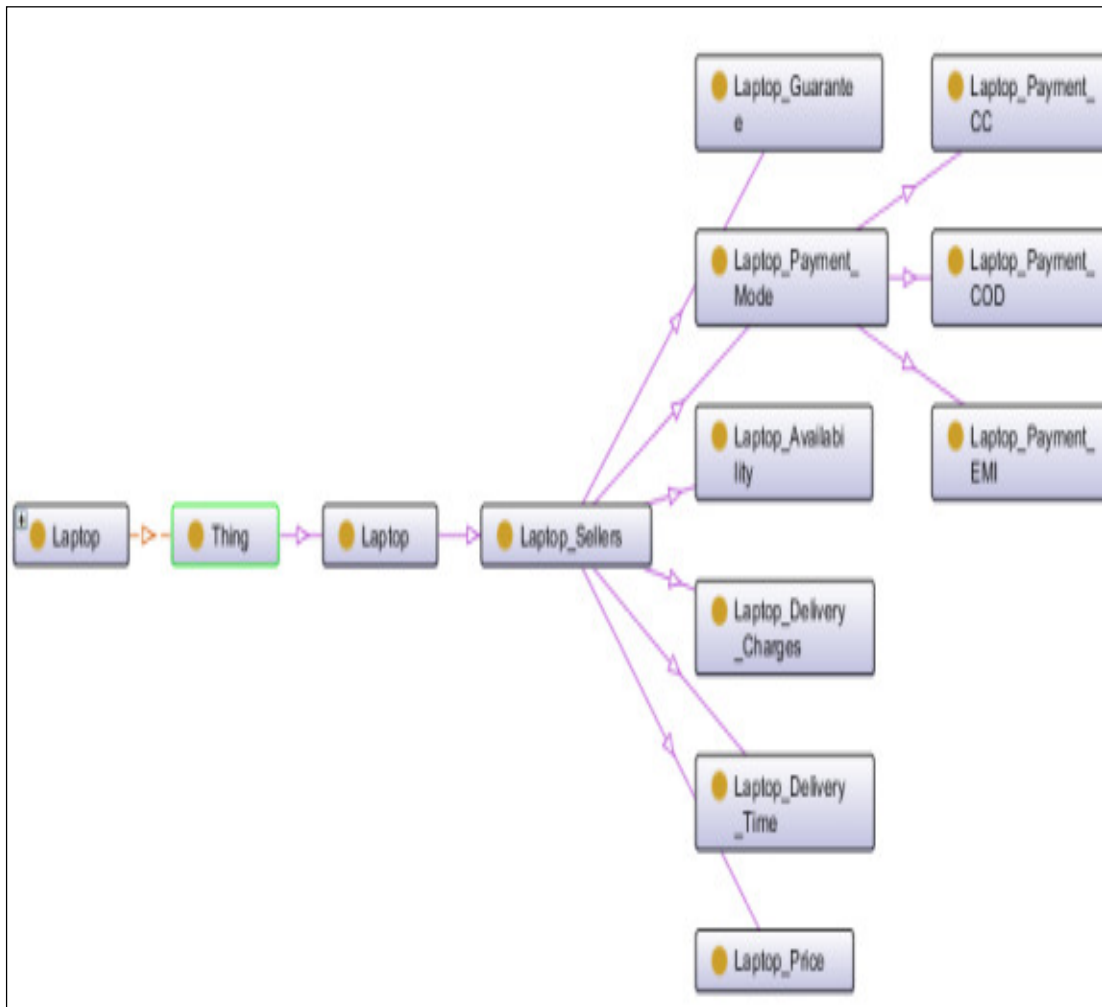 Laptop_Guarante
e
Laptop_Payment_
CC
Laptop_Payment_
Mode
Laptop_Payment_
COD
Laptop_Availabi
lity
Laptop_Payment_
EMI
Laptop
Thing
Laptop
Laptop_Sellers
Laptop_Delivery
_Charges
Laptop_Delivery
_Time
Laptop_Price